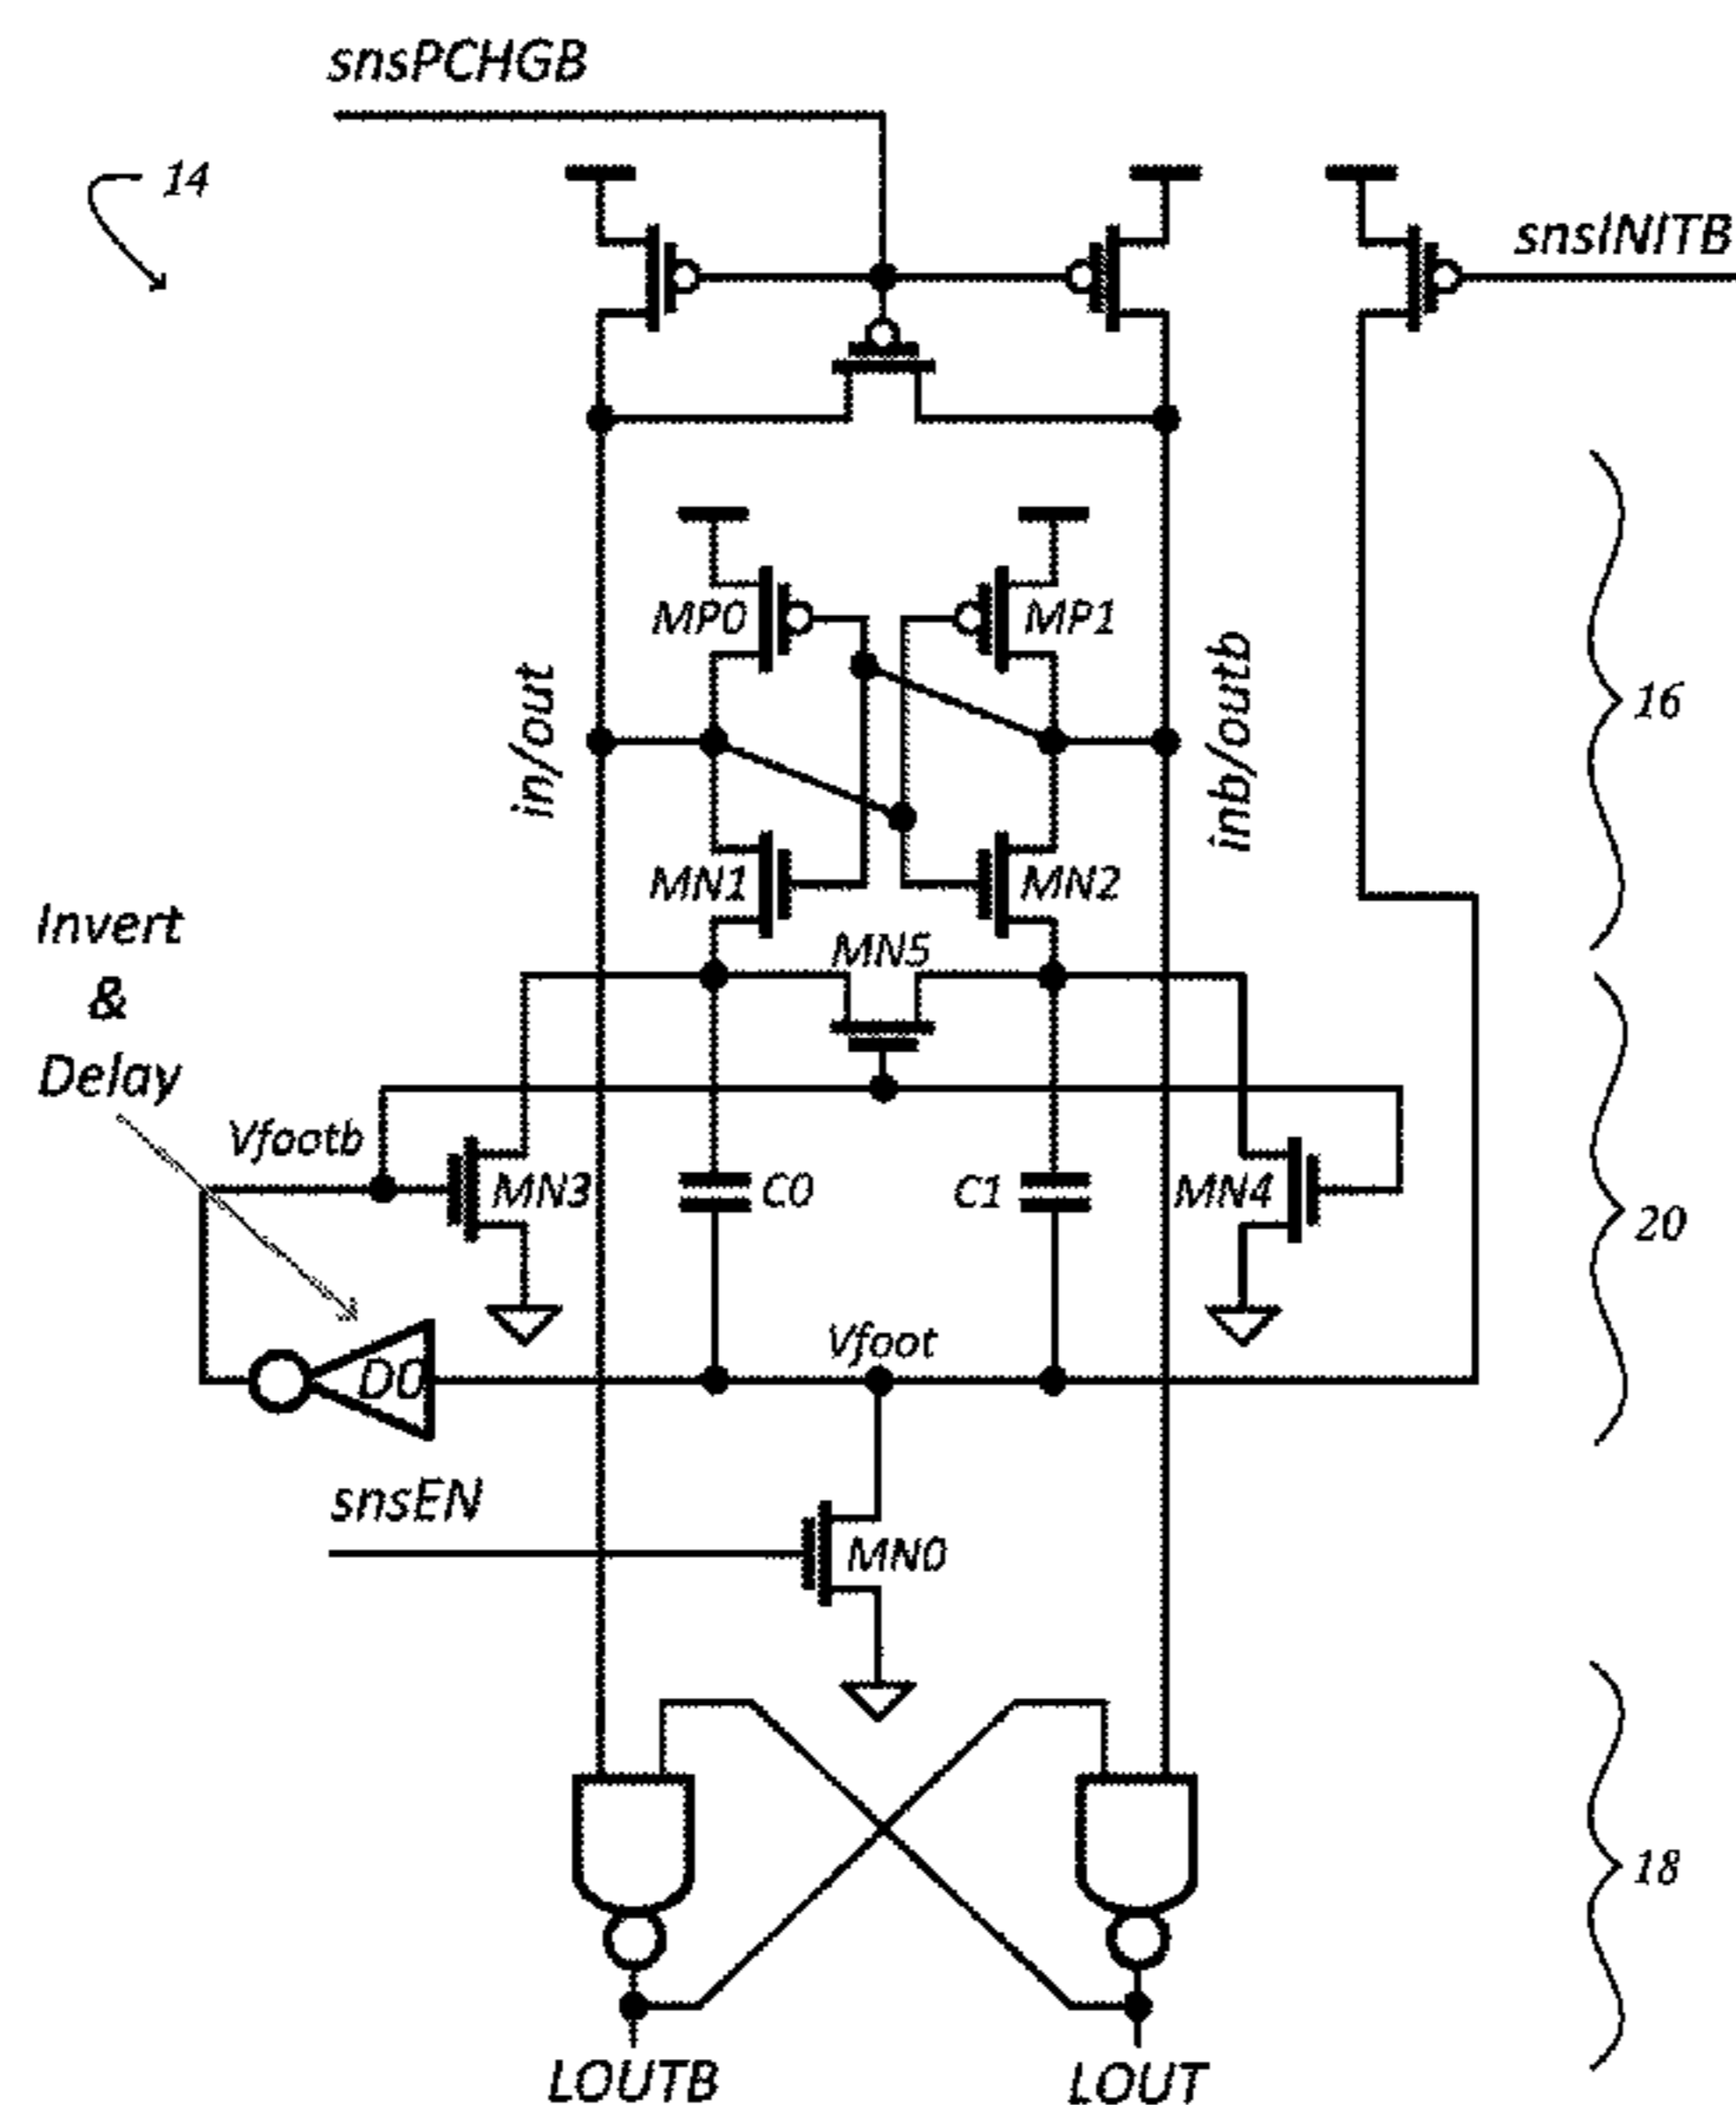 snsPCHGB
14
snsINITB
MP0
MP1
in/out
inb/outb
16
MN1
MN2
MN5
Invert
&
Delay
Vfootb
MN3
C0
C1
MN4
20
Vfoot
D0
snsEN
MN0
18
LOUTB
LOUT